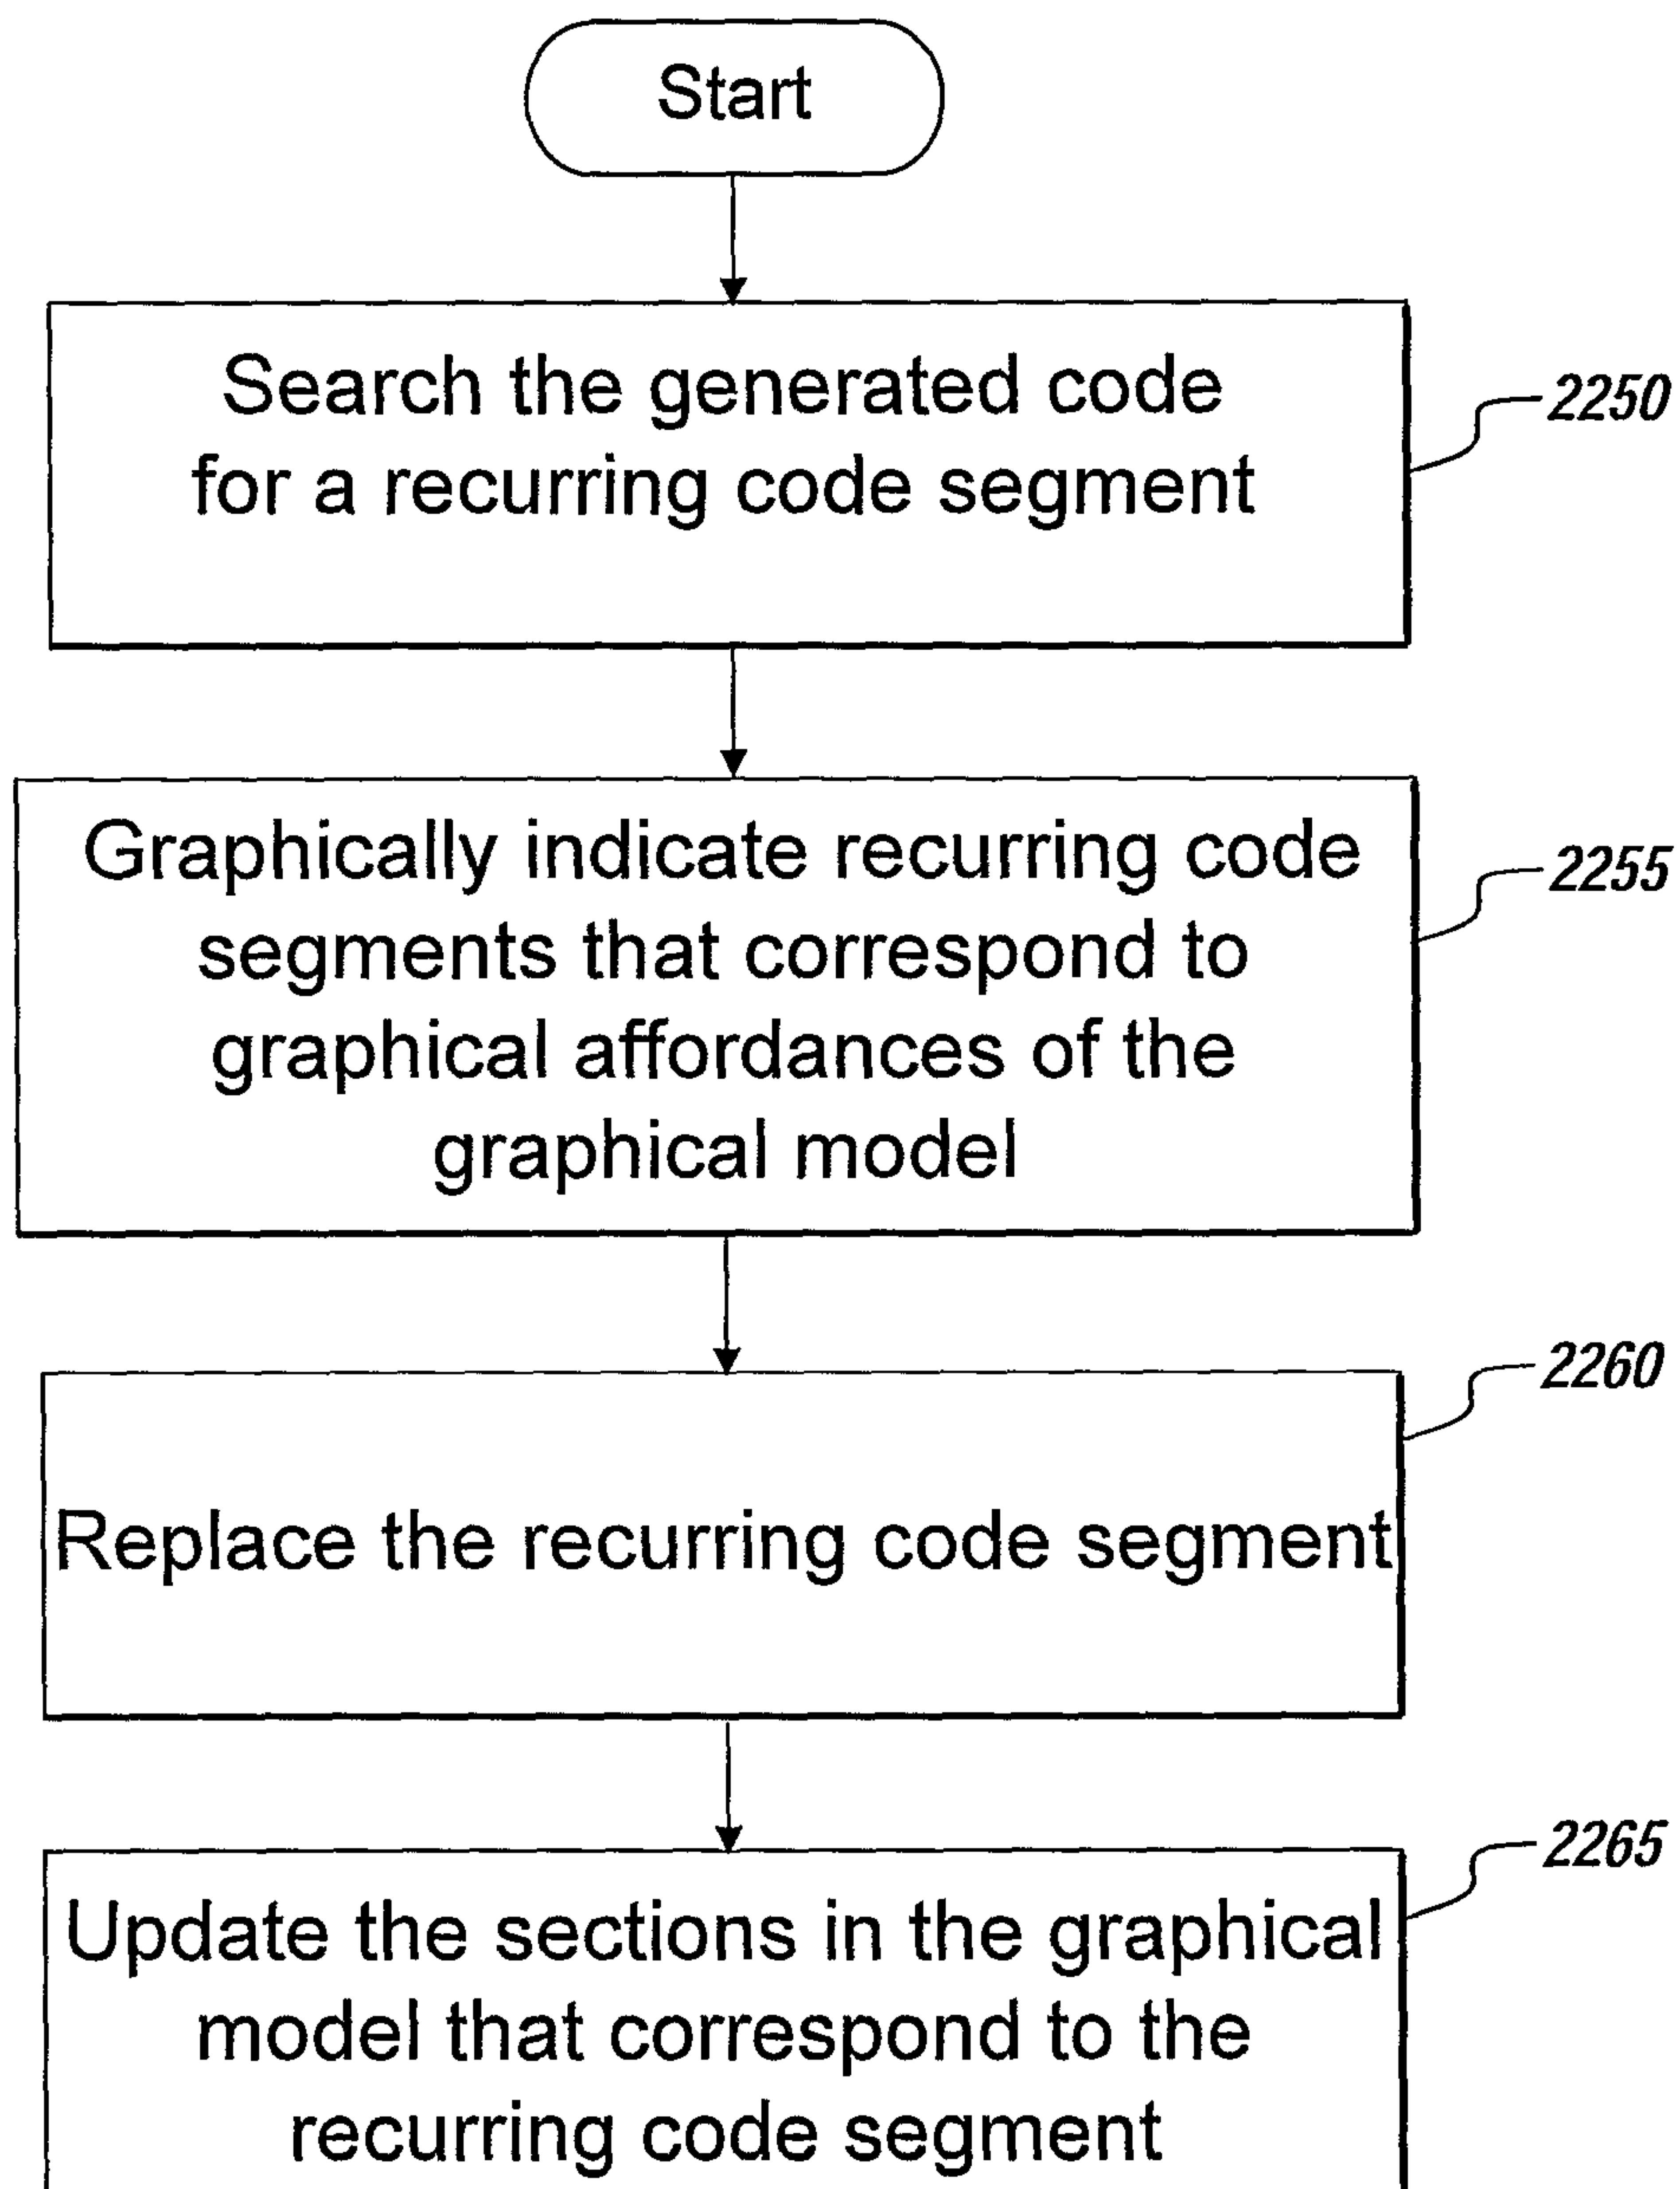 Start
Search the generated code
for a recurring code segment
2250
Graphically indicate recurring code
segments that correspond to
graphical affordances of the
graphical model
2255
2260
Replace the recurring code segment
2265
Update the sections in the graphical
model that correspond to the
recurring code segment